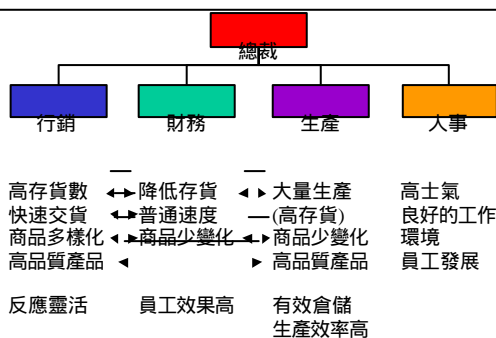 總裁
行銷 財務 生產 人事
高存貨數 降低存貨 大量生產 高士氣
快速交貨 普通速度 (高存貨) 良好的工作
商品多樣化 商品少變化 商品少變化 環境
高品質產品 高品質產品 員工發展
反應靈活 員工效果高 有效倉儲
生產效率高